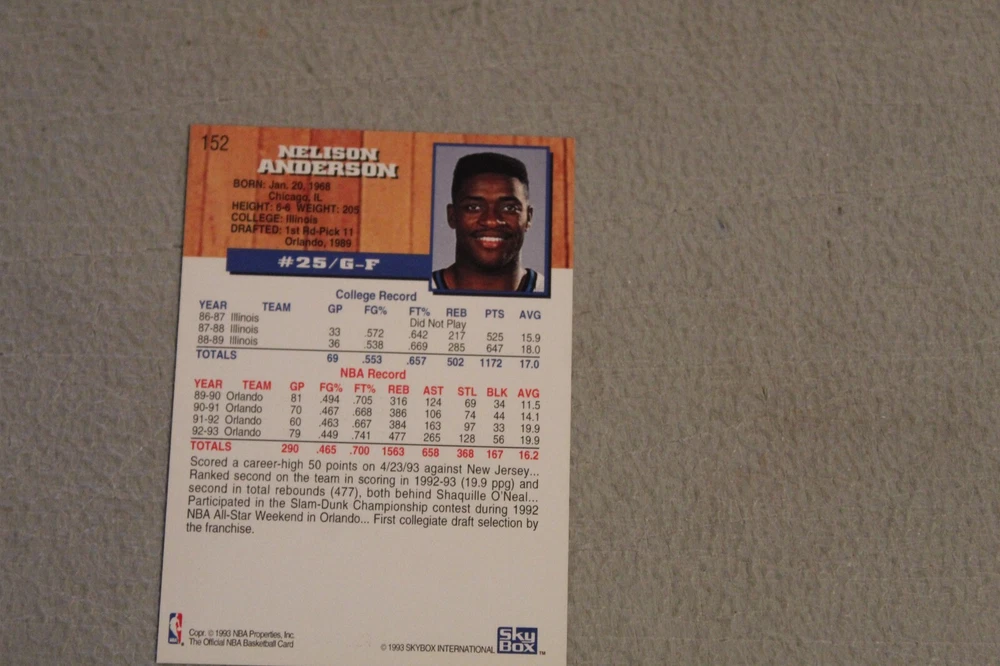 152
NELISON
ANDERSON
BORN: Jan. 20, 1968
Chicago, IL
HEIGHT: 6-6 WEIGHT: 205
COLLEGE: Illinois
DRAFTED: 1st Rd-Pick 11
Orlando, 1989
#25/G-F
College Record
YEAR TEAM GP FG% FT% REB PTS AVG
86-87 Illinois Did Not Play
87-88 Illinois 33 .572 .642 217 525 15.9
88-89 Illinois 36 .538 .669 285 647 18.0
TOTALS 69 .553 .657 502 1172 17.0
NBA Record
YEAR TEAM GP FG% FT% REB AST STL BLK AVG
89-90 Orlando 81 .494 .705 316 124 69 34 11.5
90-91 Orlando 70 .467 .668 386 106 74 44 14.1
91-92 Orlando 60 .463 .667 384 163 97 33 19.9
92-93 Orlando 79 .449 .741 477 265 128 56 19.9
TOTALS 290 .465 .700 1563 658 368 167 16.2
Scored a career-high 50 points on 4/23/93 against New Jersey...
Ranked second on the team in scoring in 1992-93 (19.9 ppg) and
second in total rebounds (477), both behind Shaquille O'Neal...
Participated in the Slam-Dunk Championship contest during 1992
NBA All-Star Weekend in Orlando... First collegiate draft selection by
the franchise.
Copr. © 1993 NBA Properties, Inc.
The Official NBA Basketball Card
© 1993 SKYBOX INTERNATIONAL
Sky
Box
TM